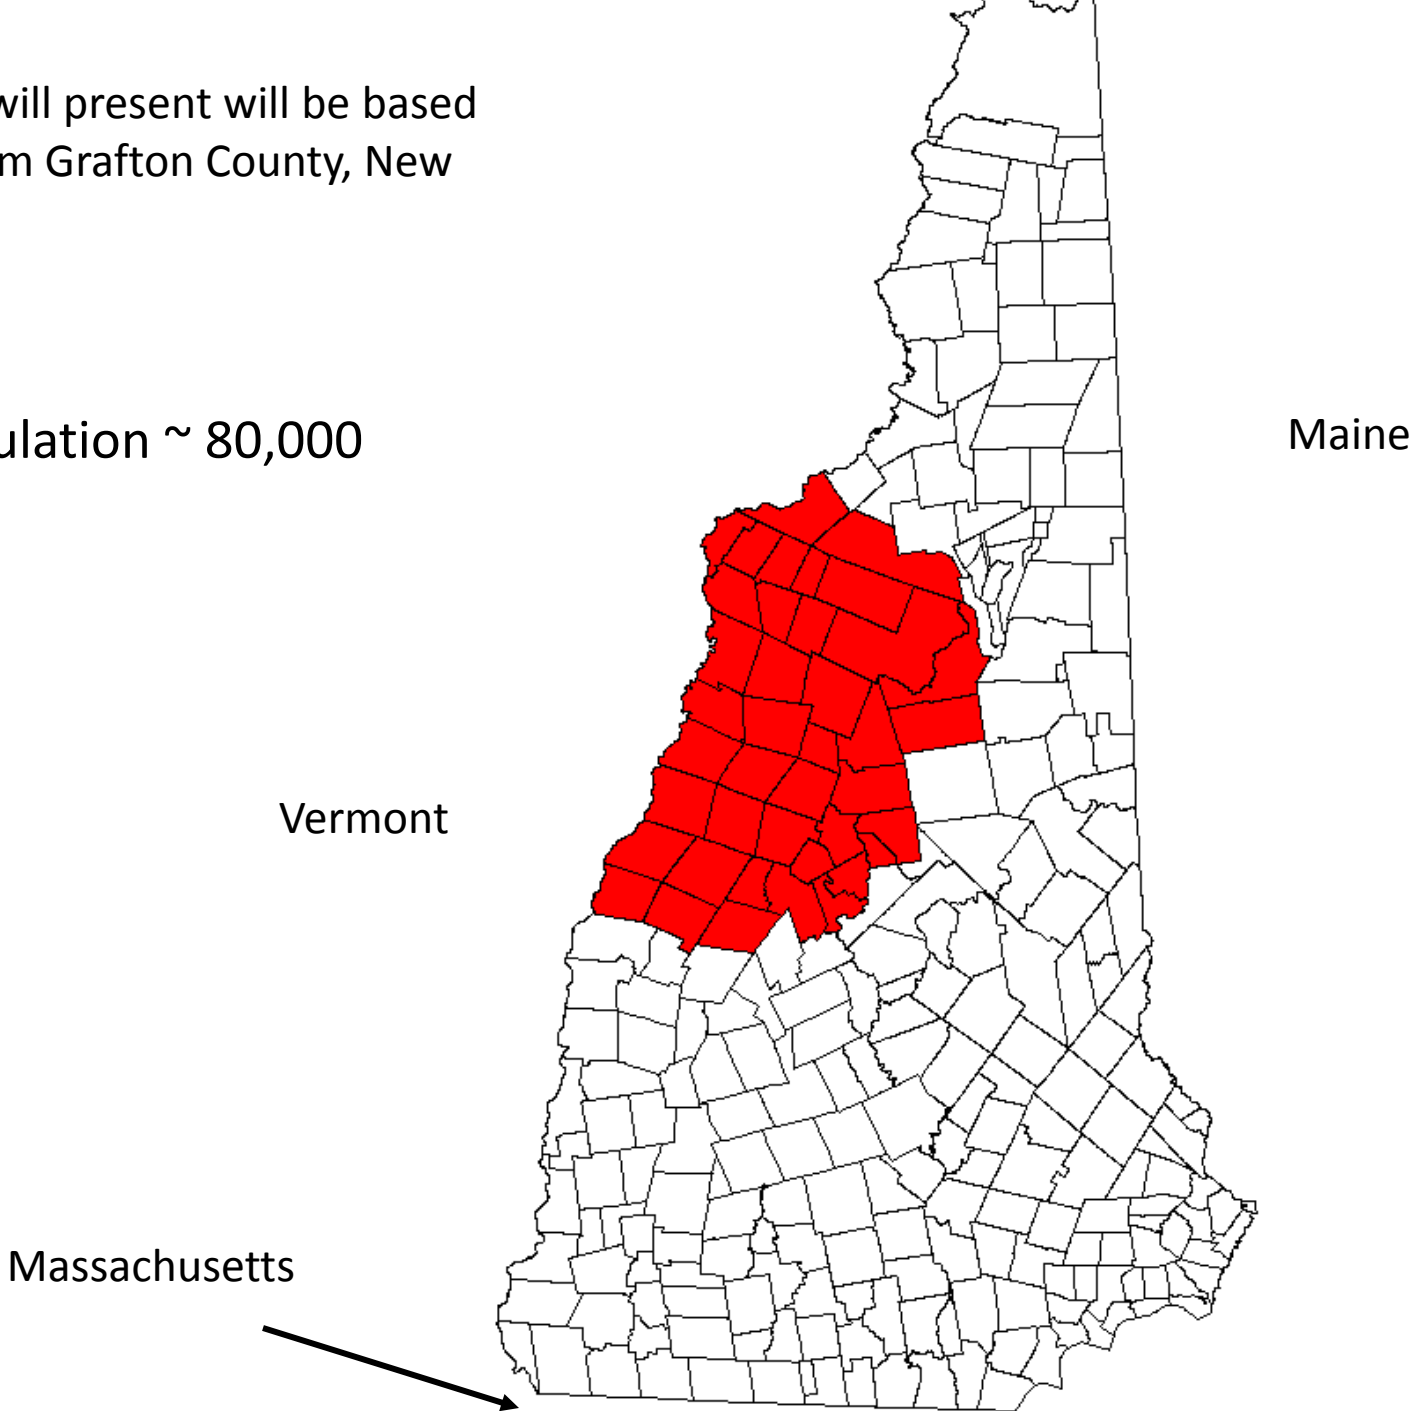 will present will be based
m Grafton County, New
ulation ~ 80,000
Maine
Vermont
Massachusetts